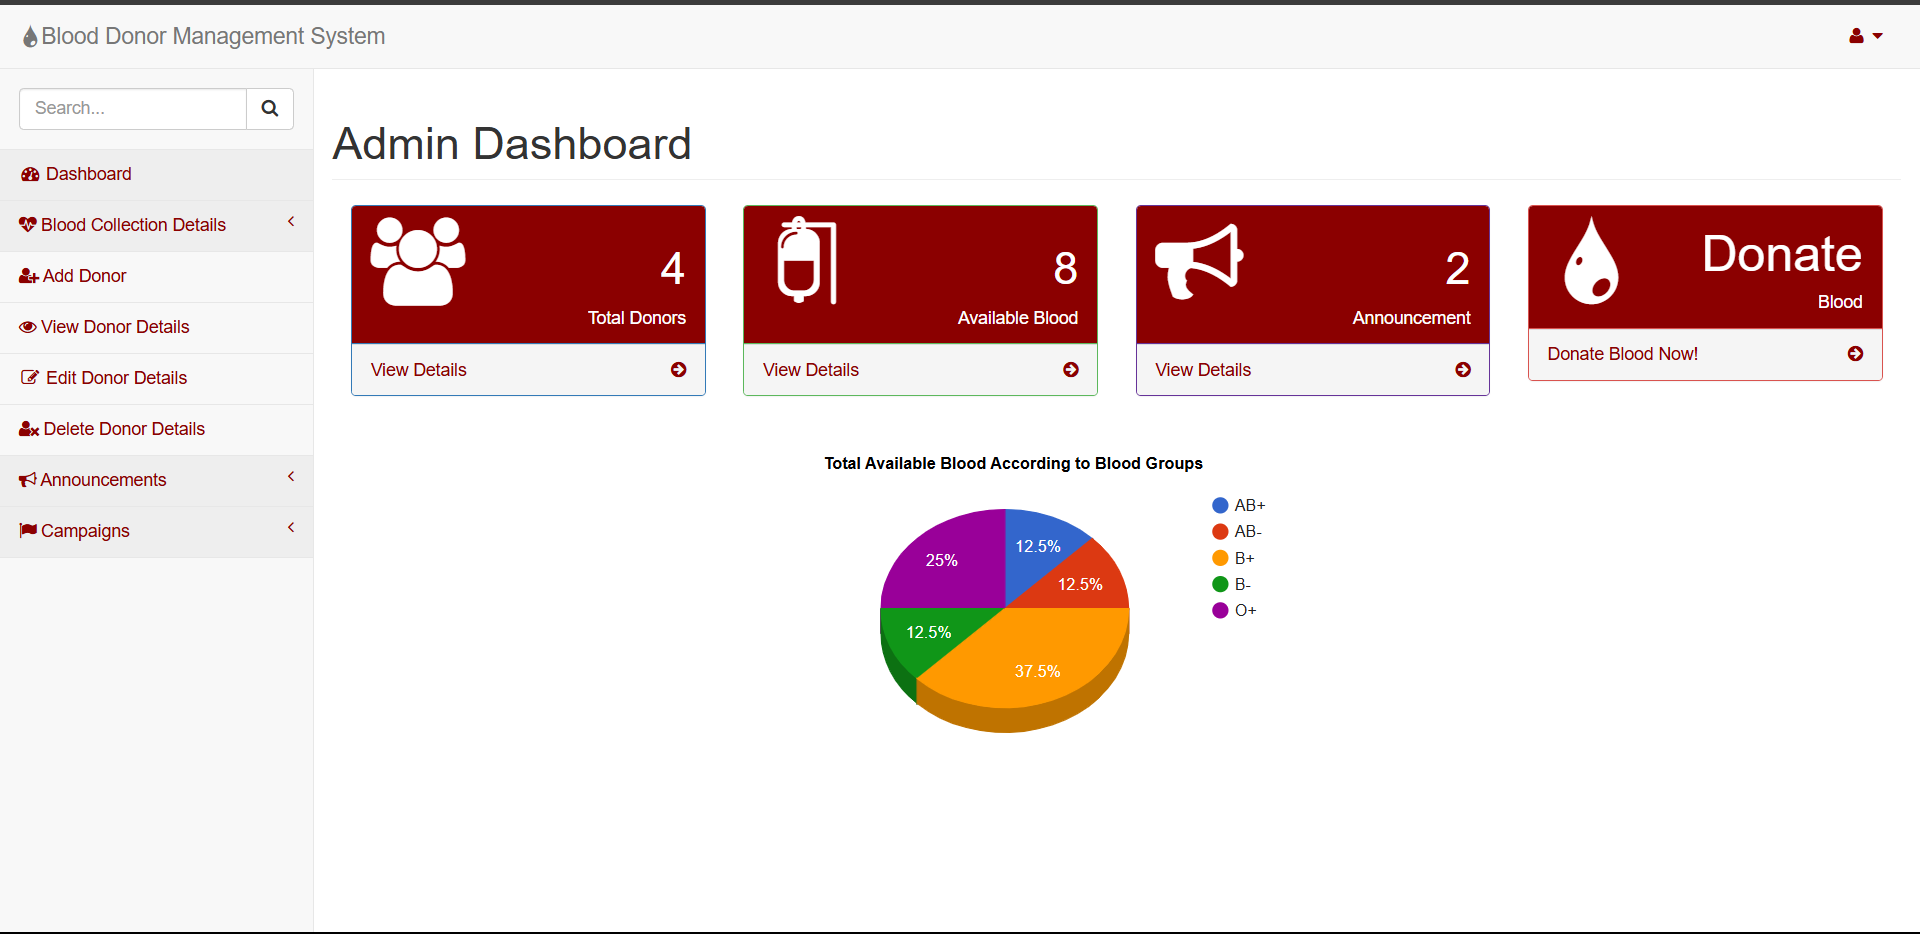 Blood Donor Management System
Search...
Dashboard
Blood Collection Details
Add Donor
View Donor Details
Edit Donor Details
Delete Donor Details
Announcements
Campaigns
Admin Dashboard
4
Total Donors
View Details
8
Available Blood
View Details
2
Announcement
View Details
Donate
Blood
Donate Blood Now!
Total Available Blood According to Blood Groups
12.5%
12.5%
37.5%
12.5%
25%
AB+
AB-
B+
B-
O+